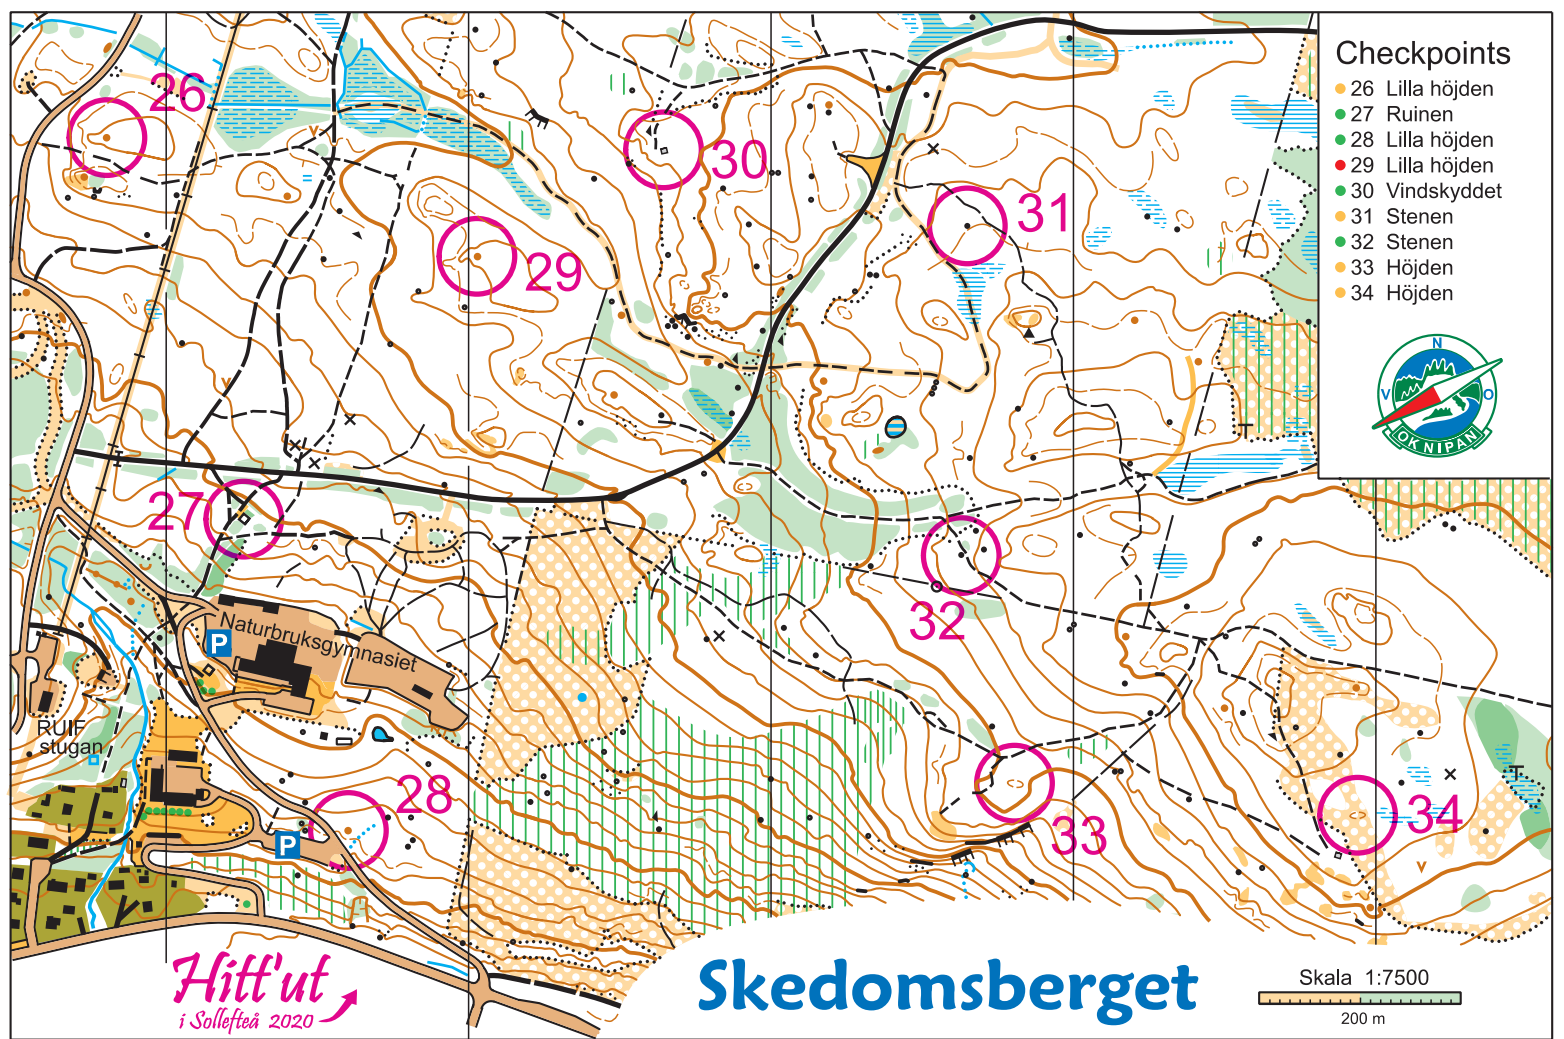 Checkpoints
26 Lilla höjden
27 Ruinen
28 Lilla höjden
29 Lilla höjden
30 Vindskyddet
31 Stenen
32 Stenen
33 Höjden
34 Höjden
N
V O
OK NIPAN
26
30
31
29
27
32
Naturbruksgymnasiet
P
RUIF
stugan
28
P
33
34
Hitt'ut
i Sollefteå 2020
Skedomsberget
Skala 1:7500
200 m